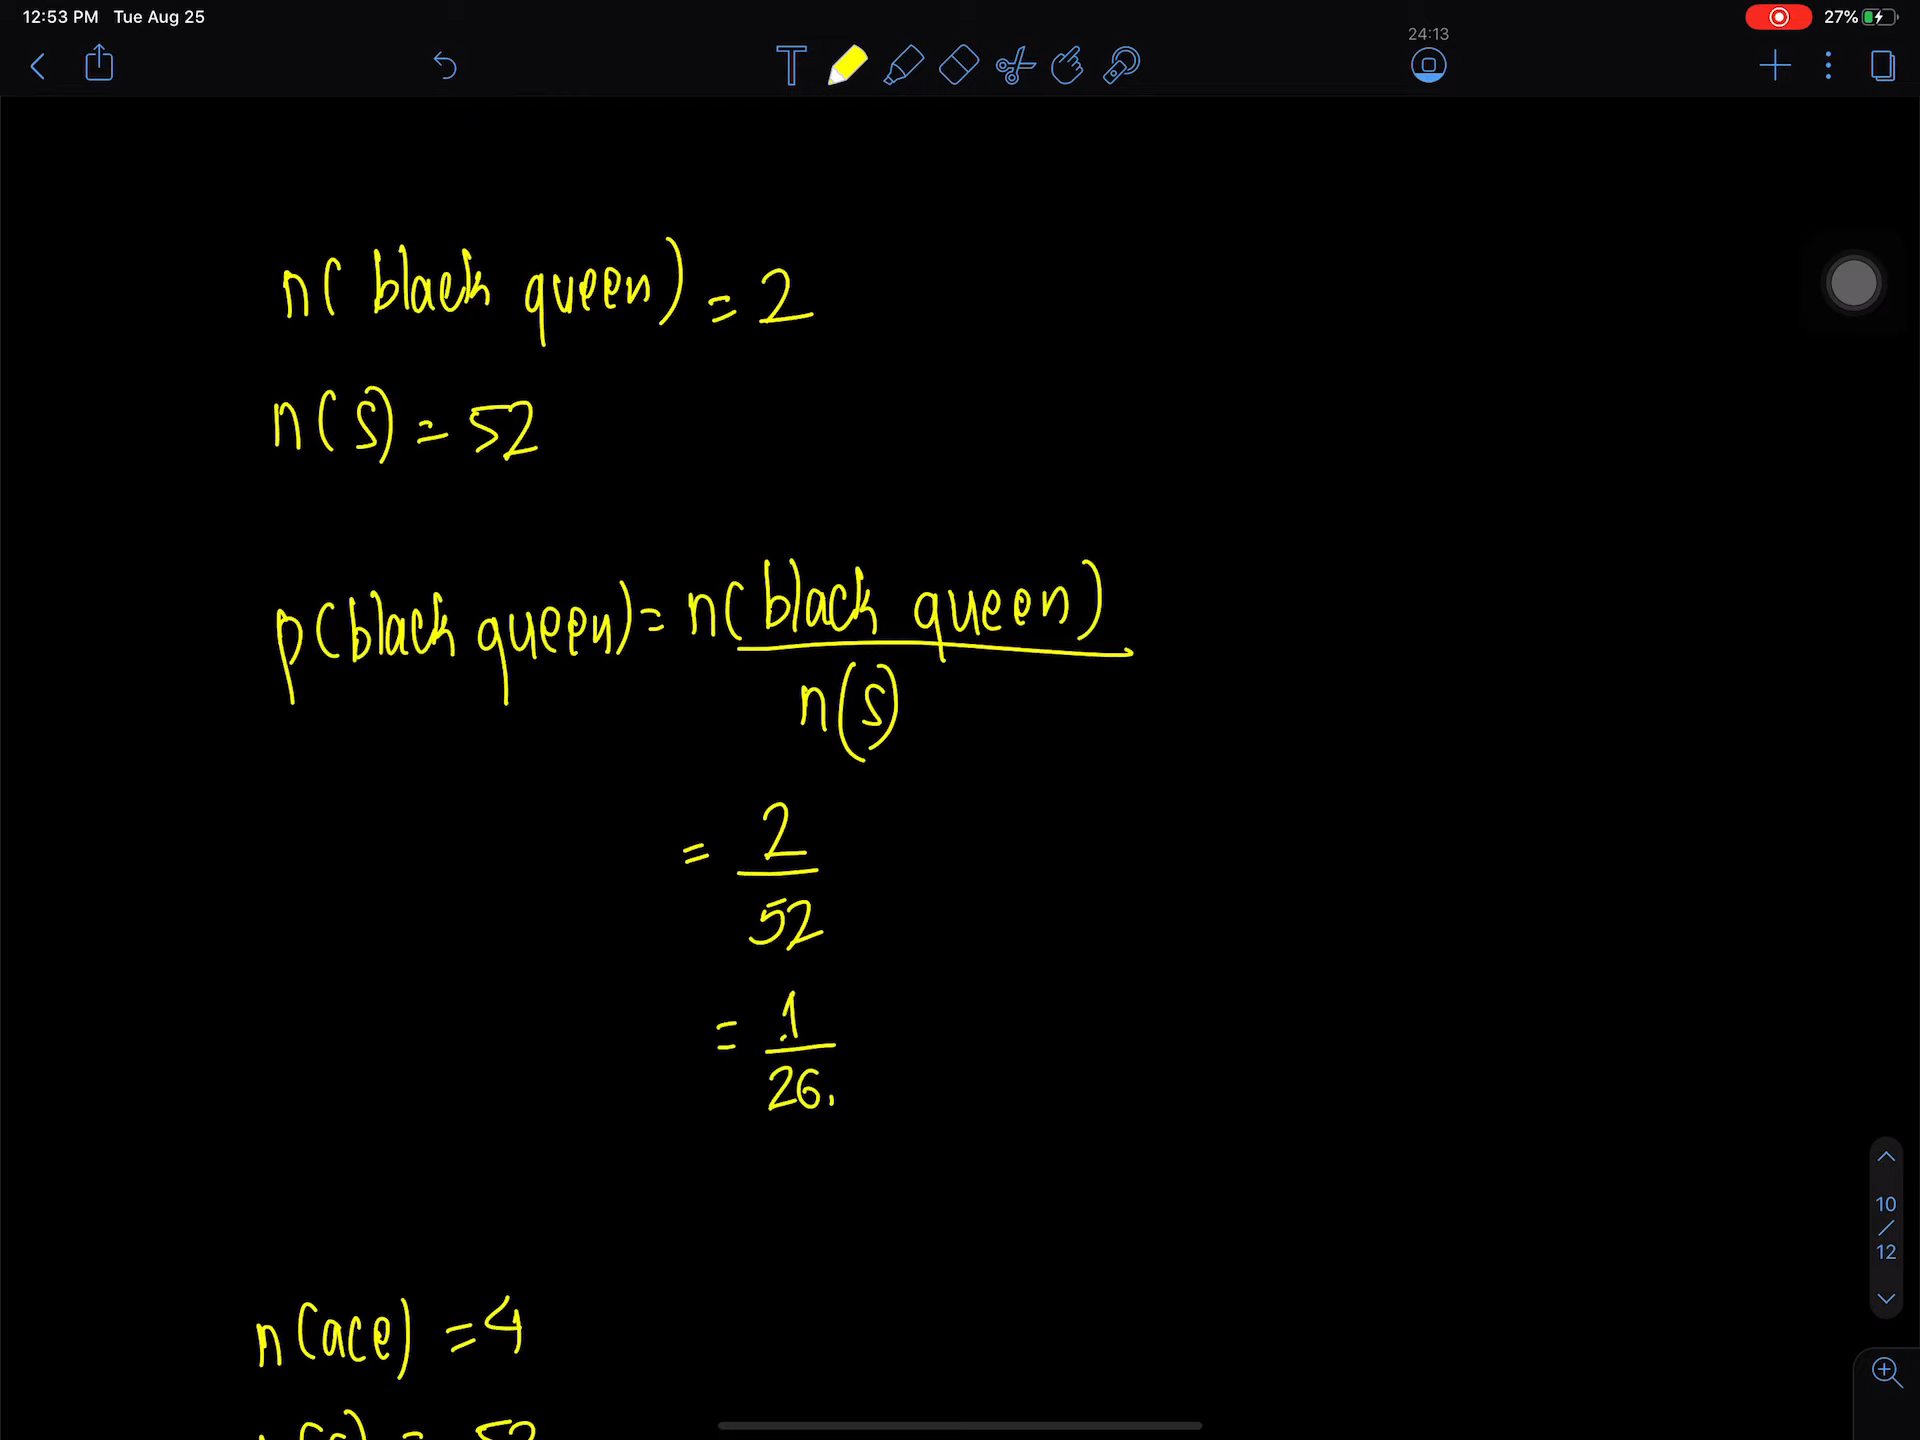 12:53 PM Tue Aug 25
27%
24:13
T
n( black queen) = 2
n(s) = 52
p(black queen) = n( black queen)
n(s)
= 2
52
= 1
26.
10
/
12
n(ace) = 4
n(s) = 52